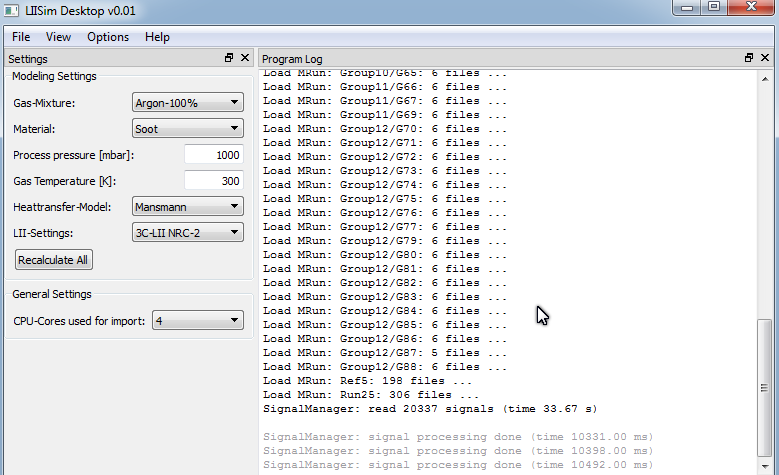 LIISim Desktop v0.01
File View Options Help
Settings
Modeling Settings
Gas-Mixture: Argon-100%
Material: Soot
Process pressure [mbar]: 1000
Gas Temperature [K]: 300
Heattransfer-Model: Mansmann
LII-Settings: 3C-LII NRC-2
Recalculate All
General Settings
CPU-Cores used for import: 4
Program Log
Load MRun: Group10/G65: 6 files ...
Load MRun: Group11/G66: 6 files ...
Load MRun: Group11/G67: 6 files ...
Load MRun: Group11/G69: 6 files ...
Load MRun: Group12/G70: 6 files ...
Load MRun: Group12/G71: 6 files ...
Load MRun: Group12/G72: 6 files ...
Load MRun: Group12/G73: 6 files ...
Load MRun: Group12/G74: 6 files ...
Load MRun: Group12/G75: 6 files ...
Load MRun: Group12/G76: 6 files ...
Load MRun: Group12/G77: 6 files ...
Load MRun: Group12/G79: 6 files ...
Load MRun: Group12/G80: 6 files ...
Load MRun: Group12/G81: 6 files ...
Load MRun: Group12/G82: 6 files ...
Load MRun: Group12/G83: 6 files ...
Load MRun: Group12/G84: 6 files ...
Load MRun: Group12/G85: 6 files ...
Load MRun: Group12/G86: 6 files ...
Load MRun: Group12/G87: 5 files ...
Load MRun: Group12/G88: 6 files ...
Load MRun: Ref5: 198 files ...
Load MRun: Run25: 306 files ...
SignalManager: read 20337 signals (time 33.67 s)
SignalManager: signal processing done (time 10331.00 ms)
SignalManager: signal processing done (time 10398.00 ms)
SignalManager: signal processing done (time 10492.00 ms)